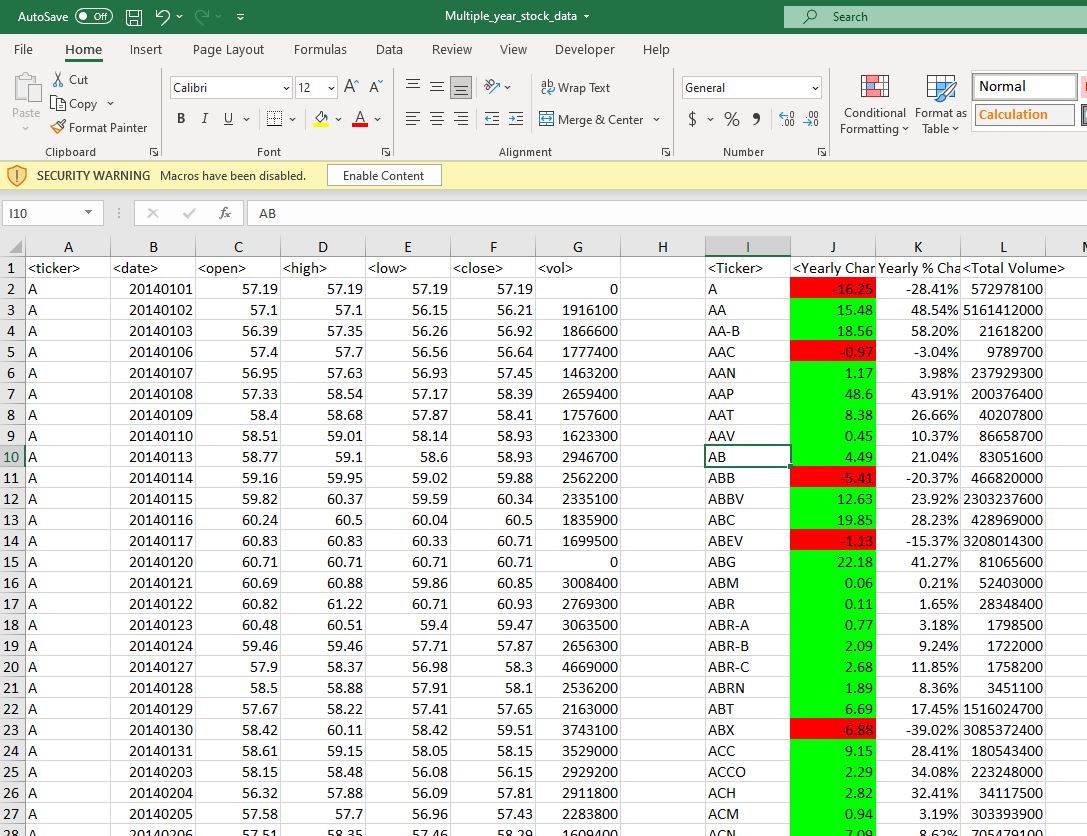 AutoSave Off Multiple_year_stock_data Search
File Home Insert Page Layout Formulas Data Review View Developer Help
Paste Cut Copy Format Painter
Clipboard
Calibri 12 A A
B I U A
Font
ab Wrap Text
Merge & Center
Alignment
General
$ % 9 .00 .00
Number
Conditional Formatting Format as Table
Normal
Calculation
SECURITY WARNING Macros have been disabled. Enable Content
I10 fx AB
A B C D E F G H I J K L
1 <ticker> <date> <open> <high> <low> <close> <vol> <Ticker> <Yearly Char Yearly % Cha <Total Volume>
2 A 20140101 57.19 57.19 57.19 57.19 0 A -16.25 -28.41% 572978100
3 A 20140102 57.1 57.1 56.15 56.21 1916100 AA 15.48 48.54% 5161412000
4 A 20140103 56.39 57.35 56.26 56.92 1866600 AA-B 18.56 58.20% 21618200
5 A 20140106 57.4 57.7 56.56 56.64 1777400 AAC -0.97 -3.04% 9789700
6 A 20140107 56.95 57.63 56.93 57.45 1463200 AAN 1.17 3.98% 237929300
7 A 20140108 57.33 58.54 57.17 58.39 2659400 AAP 48.6 43.91% 200376400
8 A 20140109 58.4 58.68 57.87 58.41 1757600 AAT 8.38 26.66% 40207800
9 A 20140110 58.51 59.01 58.14 58.93 1623300 AAV 0.45 10.37% 86658700
10 A 20140113 58.77 59.1 58.6 58.93 2946700 AB 4.49 21.04% 83051600
11 A 20140114 59.16 59.95 59.02 59.88 2562200 ABB -5.41 -20.37% 466820000
12 A 20140115 59.82 60.37 59.59 60.34 2335100 ABBV 12.63 23.92% 2303237600
13 A 20140116 60.24 60.5 60.04 60.5 1835900 ABC 19.85 28.23% 428969000
14 A 20140117 60.83 60.83 60.33 60.71 1699500 ABEV -1.13 -15.37% 3208014300
15 A 20140120 60.71 60.71 60.71 60.71 0 ABG 22.18 41.27% 81065600
16 A 20140121 60.69 60.88 59.86 60.85 3008400 ABM 0.06 0.21% 52403000
17 A 20140122 60.82 61.22 60.71 60.93 2769300 ABR 0.11 1.65% 28348400
18 A 20140123 60.48 60.51 59.4 59.47 3063500 ABR-A 0.77 3.18% 1798500
19 A 20140124 59.46 59.46 57.71 57.87 2656300 ABR-B 2.09 9.24% 1722000
20 A 20140127 57.9 58.37 56.98 58.3 4669000 ABR-C 2.68 11.85% 1758200
21 A 20140128 58.5 58.88 57.91 58.1 2536200 ABRN 1.89 8.36% 3451100
22 A 20140129 57.67 58.22 57.41 57.65 2163000 ABT 6.69 17.45% 1516024700
23 A 20140130 58.42 60.11 58.42 59.51 3743100 ABX -6.88 -39.02% 3085372400
24 A 20140131 58.61 59.15 58.05 58.15 3529000 ACC 9.15 28.41% 180543400
25 A 20140203 58.15 58.48 56.08 56.15 2929200 ACCO 2.29 34.08% 223248000
26 A 20140204 56.32 57.88 56.09 57.81 2911800 ACH 2.82 32.41% 34117500
27 A 20140205 57.58 57.7 56.96 57.43 2283800 ACM 0.94 3.19% 303393900
28 A 20140206 57.51 58.35 57.46 58.29 1609400 ACN 7.09 8.62%